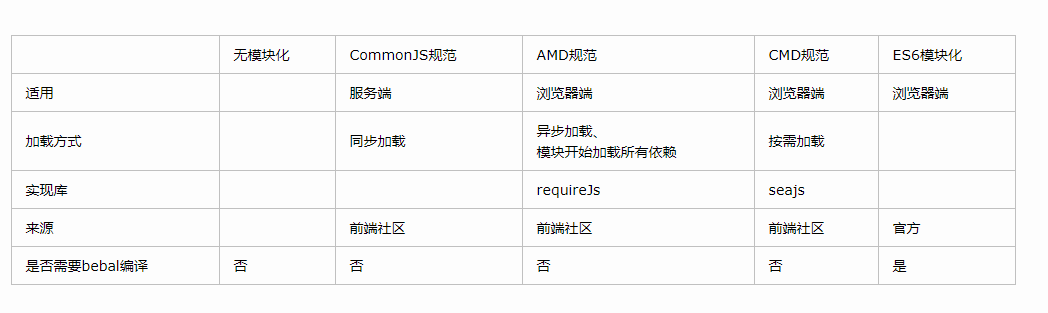 无模块化 CommonJS规范 AMD规范 CMD规范 ES6模块化
适用 服务端 浏览器端 浏览器端 浏览器端
加载方式 同步加载 异步加载、 按需加载
模块开始加载所有依赖
实现库 requireJs seajs
来源 前端社区 前端社区 前端社区 官方
是否需要bebal编译 否 否 否 否 是